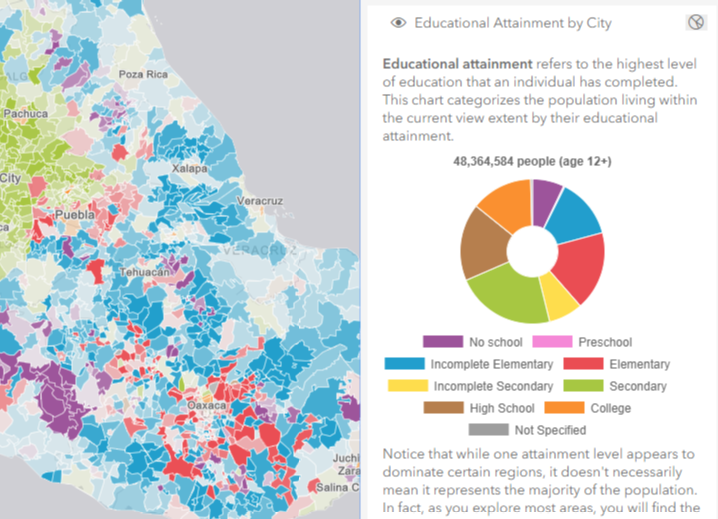 Educational Attainment by City
Educational attainment refers to the highest level
of education that an individual has completed.
This chart categorizes the population living within
the current view extent by their educational
attainment.
48,364,584 people (age 12+)
No school
Preschool
Incomplete Elementary
Elementary
Incomplete Secondary
Secondary
High School
College
Not Specified
Notice that while one attainment level appears to
dominate certain regions, it doesn't necessarily
mean it represents the majority of the population.
In fact, as you explore most areas, you will find the
Poza Rica
Pachuca
City
Xalapa
Veracruz
Puebla
VERACRUZ
Tehuacan
Oaxaca
Juchi
Zara
Salina C